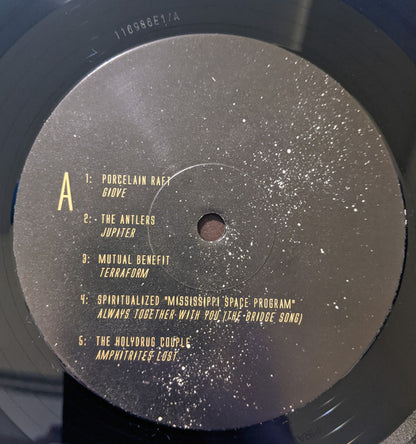 116986E1/A
A
1: PORCELAIN RAFT
GIOVE
2: THE ANTLERS
JUPITER
3: MUTUAL BENEFIT
TERRAFORM
4: SPIRITUALIZED "MISSISSIPPI SPACE PROGRAM"
ALWAYS TOGETHER WITH YOU (THE BRIDGE SONG)
5: THE HOLYDRUG COUPLE
AMPHITRITES LOST.